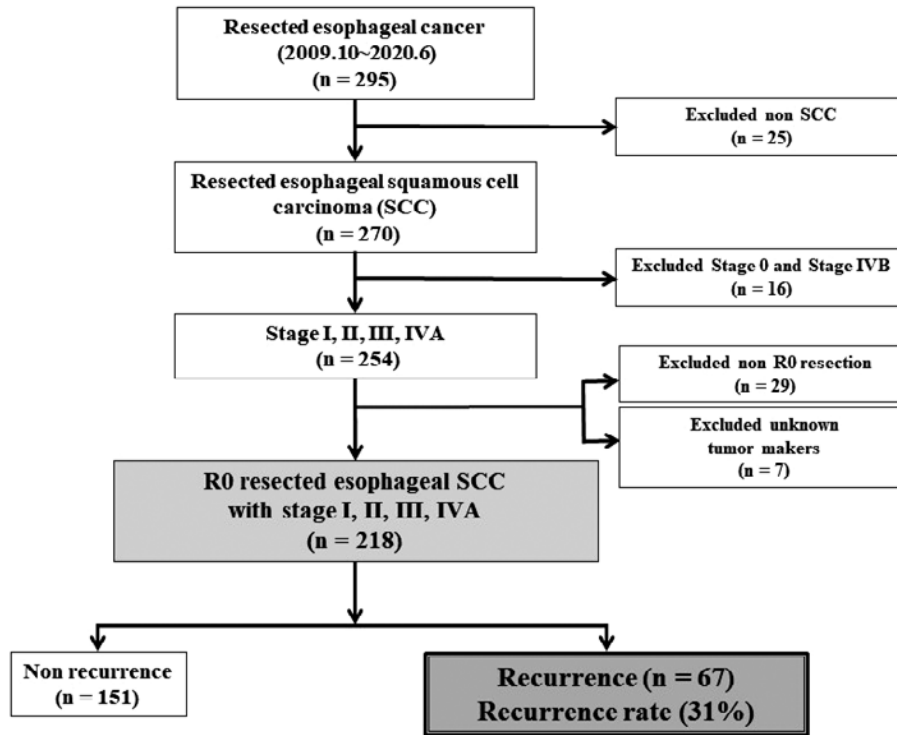 Resected esophageal cancer
(2009.10~2020.6)
(n = 295)
Excluded non SCC
(n = 25)
Resected esophageal squamous cell
carcinoma (SCC)
(n = 270)
Excluded Stage 0 and Stage IVB
(n = 16)
Stage I, II, III, IVA
(n = 254)
Excluded non R0 resection
(n = 29)
Excluded unknown
tumor makers
(n = 7)
R0 resected esophageal SCC
with stage I, II, III, IVA
(n = 218)
Non recurrence
(n = 151)
Recurrence (n = 67)
Recurrence rate (31%)